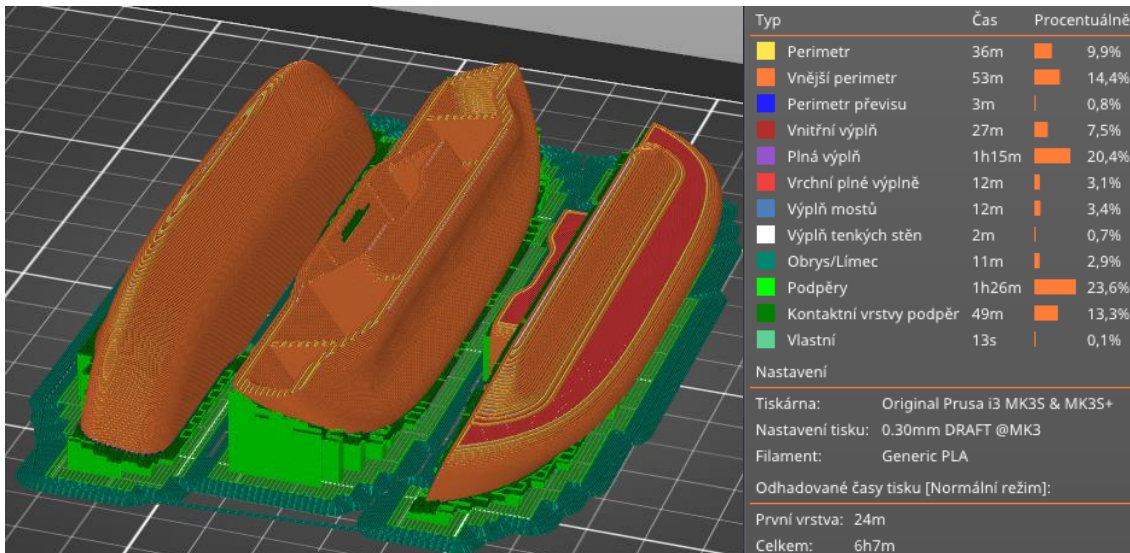 Typ Čas Procentuálně
Perimetr 36m 9,9%
Vnější perimetr 53m 14,4%
Perimetr převisu 3m 0,8%
Vnitřní výplň 27m 7,5%
Plná výplň 1h15m 20,4%
Vrchní plné výplně 12m 3,1%
Výplň mostů 12m 3,4%
Výplň tenkých stěn 2m 0,7%
Obrys/Límec 11m 2,9%
Podpěry 1h26m 23,6%
Kontaktní vrstvy podpěr 49m 13,3%
Vlastní 13s 0,1%
Nastavení
Tiskárna: Original Prusa i3 MK3S & MK3S+
Nastavení tisku: 0.30mm DRAFT @MK3
Filament: Generic PLA
Odhadované časy tisku [Normální režim]:
První vrstva: 24m
Celkem: 6h7m